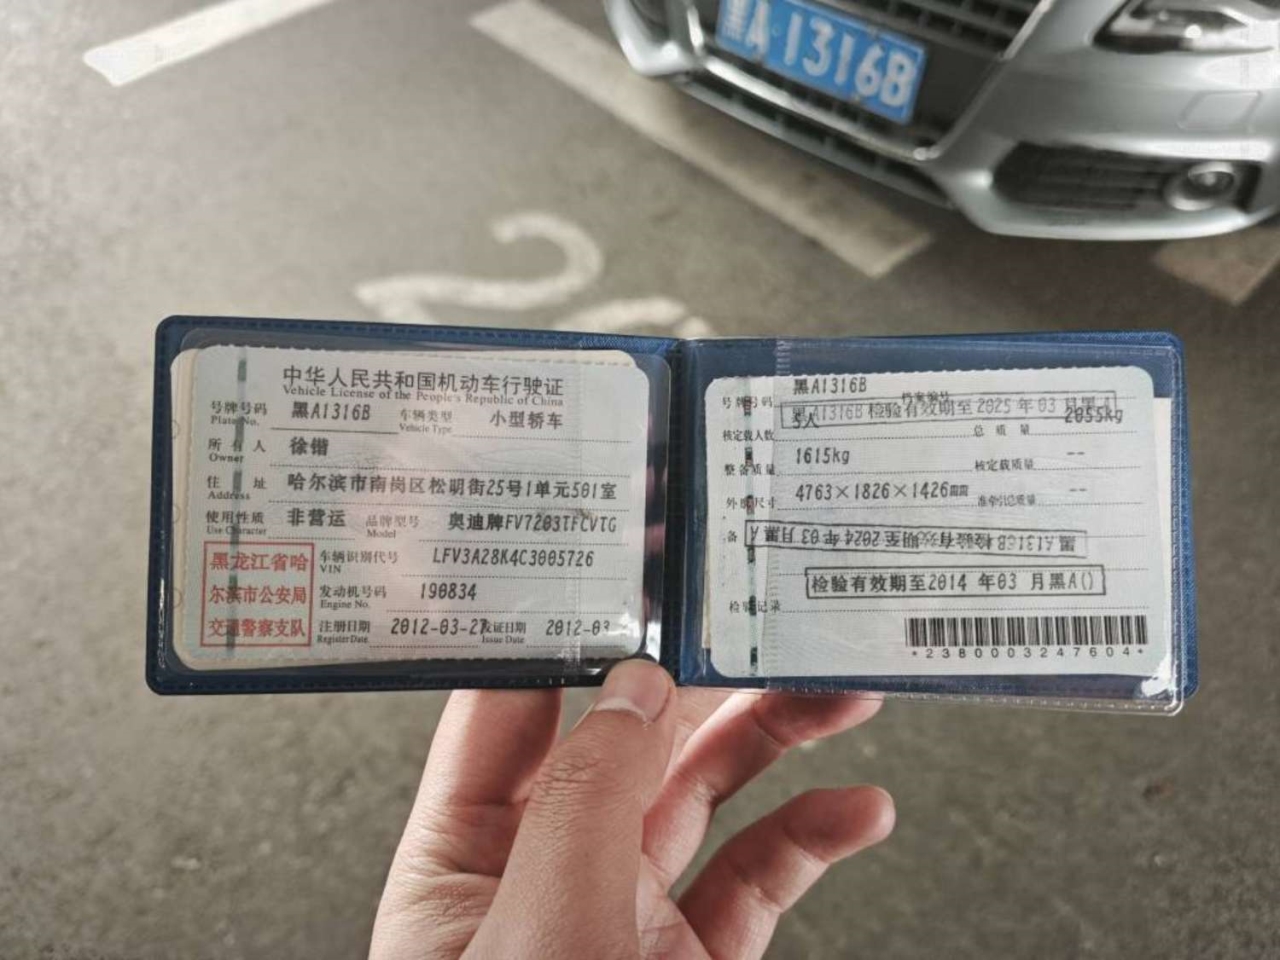 黑A·1316B
中华人民共和国机动车行驶证
Vehicle License of the People's Republic of China
号牌号码 黑A1316B 车辆类型 小型轿车
Plate No. Vehicle Type
所有人 徐锴
Owner
住址 哈尔滨市南岗区松明街25号1单元501室
Address
使用性质 非营运 品牌型号 奥迪牌FV7203TFCVTG
Use Character Model
黑龙江省哈
尔滨市公安局
交通警察支队
车辆识别代号 LFV3A28K4C3005726
VIN
发动机号码 190834
Engine No.
注册日期 2012-03-27 发证日期 2012-03
Register Date Issue Date
号牌号码 黑A1316B 档案编号
黑A1316B 检验有效期至2025 年03 月黑A
核定载人数 5人 总质量 2055kg
整备质量 1615kg 核定载质量 --
外廓尺寸 4763×1826×1426㎜ 准牵引总质量 --
备
黑A1316B 检验有效期至2024 年 03 月黑A
检验有效期至2014 年03 月黑A()
检验记录
*2380003247604*